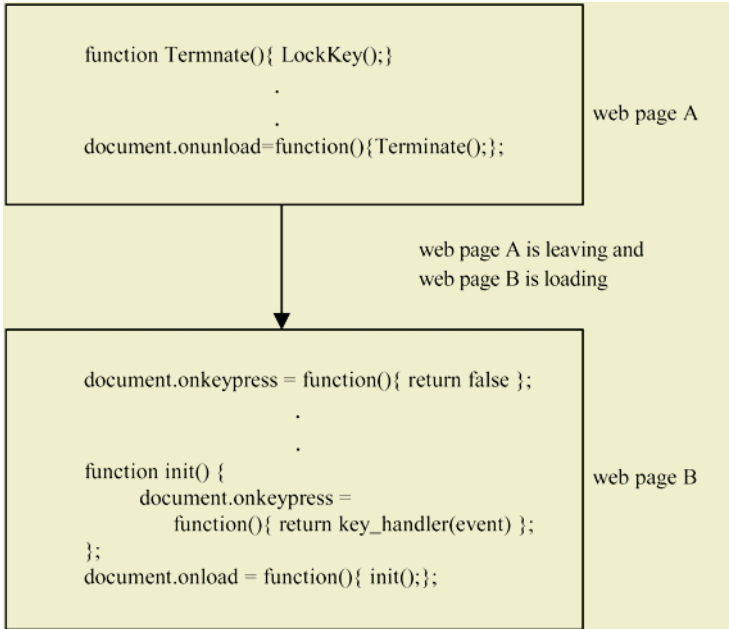 function Termnate(){ LockKey();}
.
.
document.onunload=function(){Terminate();};
web page A
web page A is leaving and
web page B is loading
document.onkeypress = function(){ return false };
.
.
function init() {
document.onkeypress =
function(){ return key_handler(event) };
};
document.onload = function(){ init();};
web page B